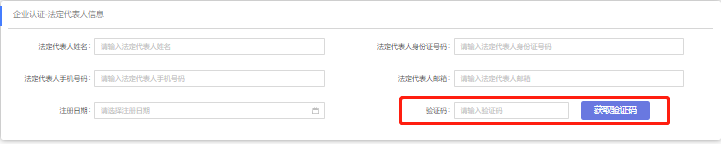 企业认证-法定代表人信息
法定代表人姓名: 请输入法定代表人姓名 法定代表人身份证号码: 请输入法定代表人身份证号码
法定代表人手机号码: 请输入法定代表人手机号码 法定代表人邮箱: 请输入法定代表人邮箱
注册日期: 请选择注册日期 验证码: 请输入验证码 获取验证码